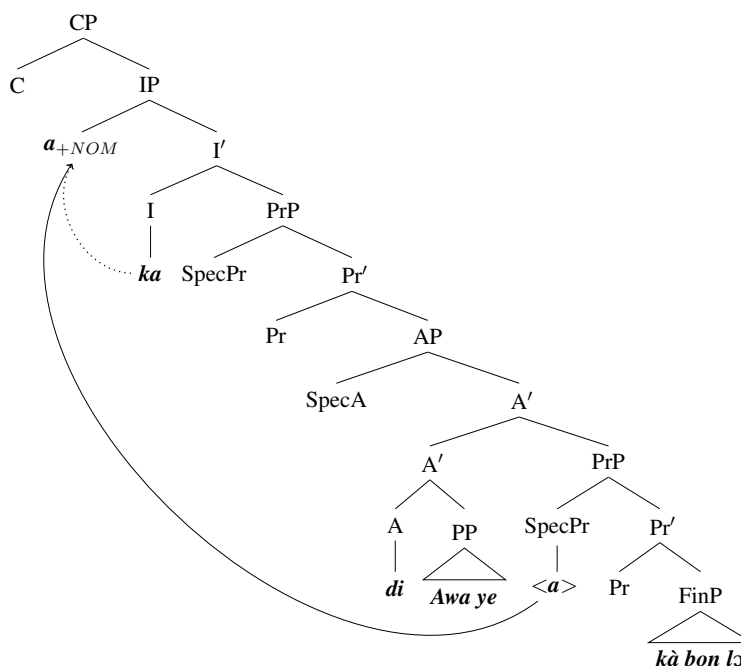 CP
C IP
a+NOM I′
I PrP
ka SpecPr Pr′
Pr AP
SpecA A′
A′ PrP
A PP SpecPr Pr′
di Awa ye <a> Pr FinP
kà bon lɔ